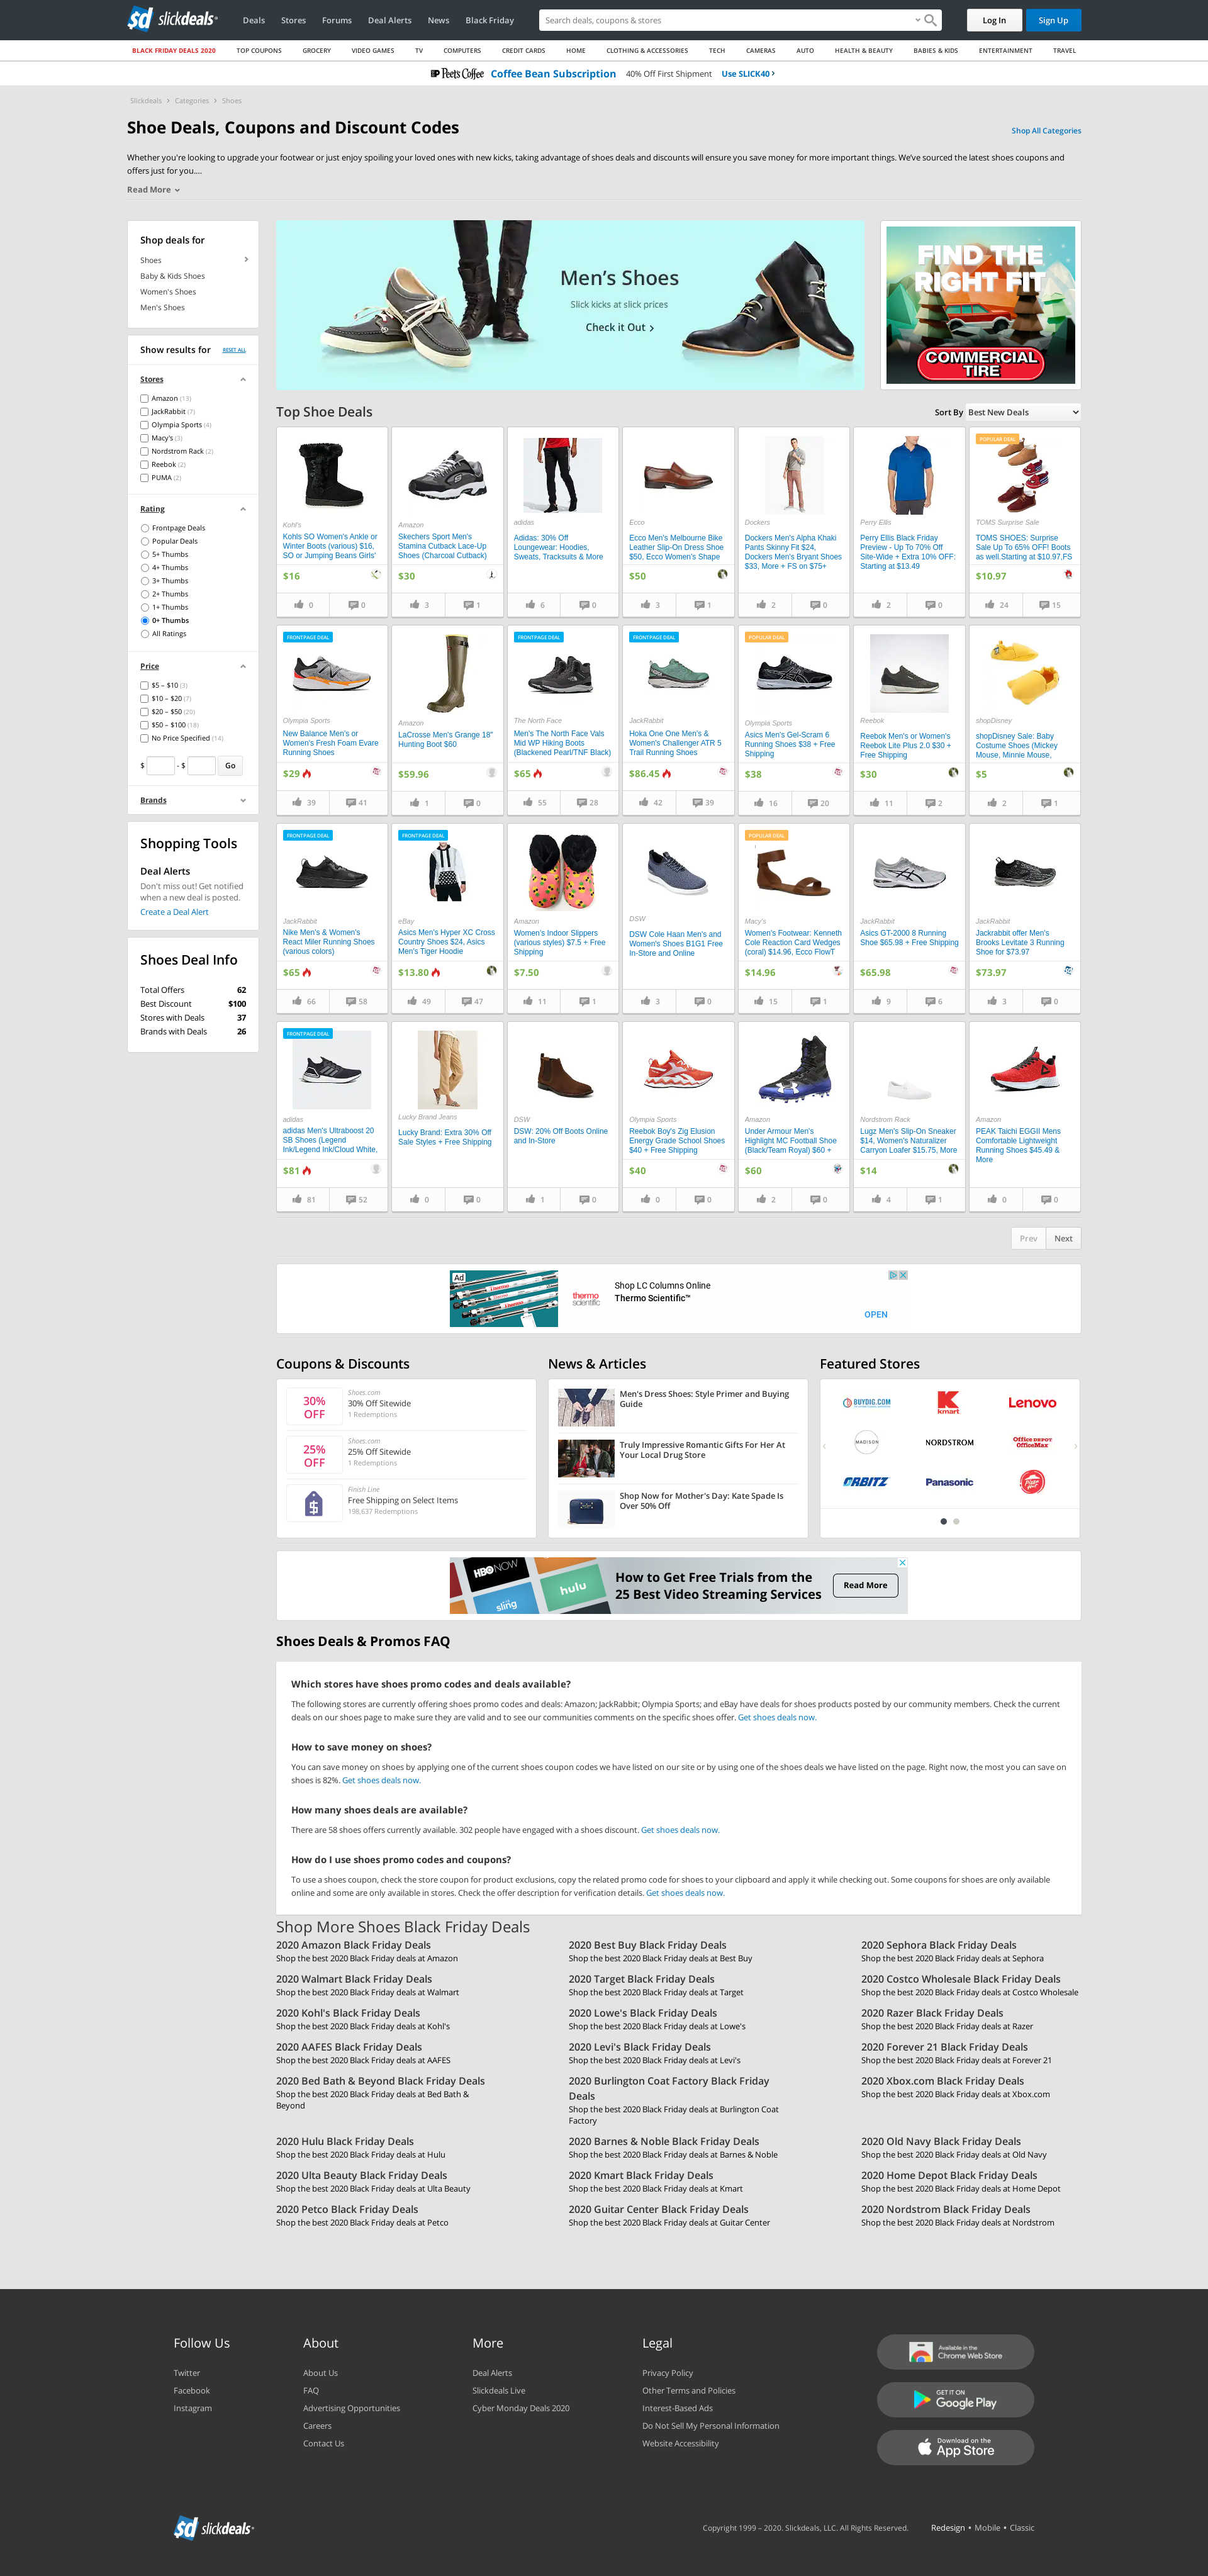 slickdeals
Deals Stores Forums Deal Alerts News Black Friday
Search deals, coupons & stores
Log In
Sign Up
BLACK FRIDAY DEALS 2020 TOP COUPONS GROCERY VIDEO GAMES TV COMPUTERS CREDIT CARDS HOME CLOTHING & ACCESSORIES TECH CAMERAS AUTO HEALTH & BEAUTY BABIES & KIDS ENTERTAINMENT TRAVEL
Peet's Coffee Coffee Bean Subscription 40% Off First Shipment Use SLICK40
Slickdeals Categories Shoes
Shoe Deals, Coupons and Discount Codes
Shop All Categories
Whether you're looking to upgrade your footwear or just enjoy spoiling your loved ones with new kicks, taking advantage of shoes deals and discounts will ensure you save money for more important things. We've sourced the latest shoes coupons and
offers just for you....
Read More
Shop deals for
Shoes
Baby & Kids Shoes
Women's Shoes
Men's Shoes
Show results for RESET ALL
Stores
Amazon (13)
JackRabbit (7)
Olympia Sports (4)
Macy's (3)
Nordstrom Rack (2)
Reebok (2)
PUMA (2)
Rating
Frontpage Deals
Popular Deals
5+ Thumbs
4+ Thumbs
3+ Thumbs
2+ Thumbs
1+ Thumbs
0+ Thumbs
All Ratings
Price
$5 – $10 (3)
$10 – $20 (7)
$20 – $50 (20)
$50 – $100 (18)
No Price Specified (14)
$ - $ Go
Brands
Shopping Tools
Deal Alerts
Don't miss out! Get notified
when a new deal is posted.
Create a Deal Alert
Shoes Deal Info
Total Offers 62
Best Discount $100
Stores with Deals 37
Brands with Deals 26
Men's Shoes
Slick kicks at slick prices
Check it Out
FIND THE
RIGHT FIT
COMMERCIAL
TIRE
Top Shoe Deals
Sort By Best New Deals
Kohl's
Kohls SO Women's Ankle or
Winter Boots (various) $16,
SO or Jumping Beans Girls'
$16
0 0
Amazon
Skechers Sport Men's
Stamina Cutback Lace-Up
Shoes (Charcoal Cutback)
$30
3 1
adidas
Adidas: 30% Off
Loungewear: Hoodies,
Sweats, Tracksuits & More
6 0
Ecco
Ecco Men's Melbourne Bike
Leather Slip-On Dress Shoe
$50, Ecco Women's Shape
$50
3 1
Dockers
Dockers Men's Alpha Khaki
Pants Skinny Fit $24,
Dockers Men's Bryant Shoes
$33, More + FS on $75+
2 0
Perry Ellis
Perry Ellis Black Friday
Preview - Up To 70% Off
Site-Wide + Extra 10% OFF:
Starting at $13.49
2 0
POPULAR DEAL
TOMS Surprise Sale
TOMS SHOES: Surprise
Sale Up To 65% OFF! Boots
as well.Starting at $10.97,FS
$10.97
24 15
FRONTPAGE DEAL
Olympia Sports
New Balance Men's or
Women's Fresh Foam Evare
Running Shoes
$29
39 41
Amazon
LaCrosse Men's Grange 18"
Hunting Boot $60
$59.96
1 0
FRONTPAGE DEAL
The North Face
Men's The North Face Vals
Mid WP Hiking Boots
(Blackened Pearl/TNF Black)
$65
55 28
FRONTPAGE DEAL
JackRabbit
Hoka One One Men's &
Women's Challenger ATR 5
Trail Running Shoes
$86.45
42 39
POPULAR DEAL
Olympia Sports
Asics Men's Gel-Scram 6
Running Shoes $38 + Free
Shipping
$38
16 20
Reebok
Reebok Men's or Women's
Reebok Lite Plus 2.0 $30 +
Free Shipping
$30
11 2
shopDisney
shopDisney Sale: Baby
Costume Shoes (Mickey
Mouse, Minnie Mouse,
$5
2 1
FRONTPAGE DEAL
JackRabbit
Nike Men's & Women's
React Miler Running Shoes
(various colors)
$65
66 58
FRONTPAGE DEAL
eBay
Asics Men's Hyper XC Cross
Country Shoes $24, Asics
Men's Tiger Hoodie
$13.80
49 47
Amazon
Women's Indoor Slippers
(various styles) $7.5 + Free
Shipping
$7.50
11 1
DSW
DSW Cole Haan Men's and
Women's Shoes B1G1 Free
In-Store and Online
3 0
POPULAR DEAL
Macy's
Women's Footwear: Kenneth
Cole Reaction Card Wedges
(coral) $14.96, Ecco FlowT
$14.96
15 1
JackRabbit
Asics GT-2000 8 Running
Shoe $65.98 + Free Shipping
$65.98
9 6
JackRabbit
Jackrabbit offer Men's
Brooks Levitate 3 Running
Shoe for $73.97
$73.97
3 0
FRONTPAGE DEAL
adidas
adidas Men's Ultraboost 20
SB Shoes (Legend
Ink/Legend Ink/Cloud White,
$81
81 52
Lucky Brand Jeans
Lucky Brand: Extra 30% Off
Sale Styles + Free Shipping
0 0
DSW
DSW: 20% Off Boots Online
and In-Store
1 0
Olympia Sports
Reebok Boy's Zig Elusion
Energy Grade School Shoes
$40 + Free Shipping
$40
0 0
Amazon
Under Armour Men's
Highlight MC Football Shoe
(Black/Team Royal) $60 +
$60
2 0
Nordstrom Rack
Lugz Men's Slip-On Sneaker
$14, Women's Naturalizer
Carryon Loafer $15.75, More
$14
4 1
Amazon
PEAK Taichi EGGII Mens
Comfortable Lightweight
Running Shoes $45.49 &
More
0 0
Prev Next
Ad
thermo
scientific
Shop LC Columns Online
Thermo Scientific™
OPEN
Coupons & Discounts
30%
OFF
Shoes.com
30% Off Sitewide
1 Redemptions
25%
OFF
Shoes.com
25% Off Sitewide
1 Redemptions
Finish Line
Free Shipping on Select Items
198,637 Redemptions
News & Articles
Men's Dress Shoes: Style Primer and Buying
Guide
Truly Impressive Romantic Gifts For Her At
Your Local Drug Store
Shop Now for Mother's Day: Kate Spade Is
Over 50% Off
Featured Stores
BUYDIG.COM kmart Lenovo
MADISON NORDSTROM Office DEPOT OfficeMax
ORBITZ Panasonic Pizza Hut
HBO NOW
hulu
sling
How to Get Free Trials from the
25 Best Video Streaming Services
Read More
Shoes Deals & Promos FAQ
Which stores have shoes promo codes and deals available?
The following stores are currently offering shoes promo codes and deals: Amazon; JackRabbit; Olympia Sports; and eBay have deals for shoes products posted by our community members. Check the current
deals on our shoes page to make sure they are valid and to see our communities comments on the specific shoes offer. Get shoes deals now.
How to save money on shoes?
You can save money on shoes by applying one of the current shoes coupon codes we have listed on our site or by using one of the shoes deals we have listed on the page. Right now, the most you can save on
shoes is 82%. Get shoes deals now.
How many shoes deals are available?
There are 58 shoes offers currently available. 302 people have engaged with a shoes discount. Get shoes deals now.
How do I use shoes promo codes and coupons?
To use a shoes coupon, check the store coupon for product exclusions, copy the related promo code for shoes to your clipboard and apply it while checking out. Some coupons for shoes are only available
online and some are only available in stores. Check the offer description for verification details. Get shoes deals now.
Shop More Shoes Black Friday Deals
2020 Amazon Black Friday Deals
Shop the best 2020 Black Friday deals at Amazon
2020 Best Buy Black Friday Deals
Shop the best 2020 Black Friday deals at Best Buy
2020 Sephora Black Friday Deals
Shop the best 2020 Black Friday deals at Sephora
2020 Walmart Black Friday Deals
Shop the best 2020 Black Friday deals at Walmart
2020 Target Black Friday Deals
Shop the best 2020 Black Friday deals at Target
2020 Costco Wholesale Black Friday Deals
Shop the best 2020 Black Friday deals at Costco Wholesale
2020 Kohl's Black Friday Deals
Shop the best 2020 Black Friday deals at Kohl's
2020 Lowe's Black Friday Deals
Shop the best 2020 Black Friday deals at Lowe's
2020 Razer Black Friday Deals
Shop the best 2020 Black Friday deals at Razer
2020 AAFES Black Friday Deals
Shop the best 2020 Black Friday deals at AAFES
2020 Levi's Black Friday Deals
Shop the best 2020 Black Friday deals at Levi's
2020 Forever 21 Black Friday Deals
Shop the best 2020 Black Friday deals at Forever 21
2020 Bed Bath & Beyond Black Friday Deals
Shop the best 2020 Black Friday deals at Bed Bath &
Beyond
2020 Burlington Coat Factory Black Friday
Deals
Shop the best 2020 Black Friday deals at Burlington Coat
Factory
2020 Xbox.com Black Friday Deals
Shop the best 2020 Black Friday deals at Xbox.com
2020 Hulu Black Friday Deals
Shop the best 2020 Black Friday deals at Hulu
2020 Barnes & Noble Black Friday Deals
Shop the best 2020 Black Friday deals at Barnes & Noble
2020 Old Navy Black Friday Deals
Shop the best 2020 Black Friday deals at Old Navy
2020 Ulta Beauty Black Friday Deals
Shop the best 2020 Black Friday deals at Ulta Beauty
2020 Kmart Black Friday Deals
Shop the best 2020 Black Friday deals at Kmart
2020 Home Depot Black Friday Deals
Shop the best 2020 Black Friday deals at Home Depot
2020 Petco Black Friday Deals
Shop the best 2020 Black Friday deals at Petco
2020 Guitar Center Black Friday Deals
Shop the best 2020 Black Friday deals at Guitar Center
2020 Nordstrom Black Friday Deals
Shop the best 2020 Black Friday deals at Nordstrom
Follow Us
Twitter
Facebook
Instagram
About
About Us
FAQ
Advertising Opportunities
Careers
Contact Us
More
Deal Alerts
Slickdeals Live
Cyber Monday Deals 2020
Legal
Privacy Policy
Other Terms and Policies
Interest-Based Ads
Do Not Sell My Personal Information
Website Accessibility
Available in the
Chrome Web Store
GET IT ON
Google Play
Download on the
App Store
slickdeals
Copyright 1999 – 2020. Slickdeals, LLC. All Rights Reserved. Redesign • Mobile • Classic